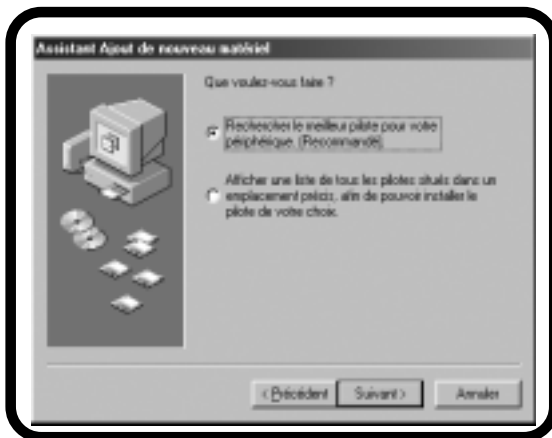 Assistant Ajout de nouveau matériel
Que voulez-vous faire ?
Rechercher le meilleur pilote pour votre
périphérique. (Recommandé).
Afficher une liste de tous les pilotes situés dans un
emplacement précis, afin de pouvoir installer le
pilote de votre choix.
< Précédent
Suivant >
Annuler